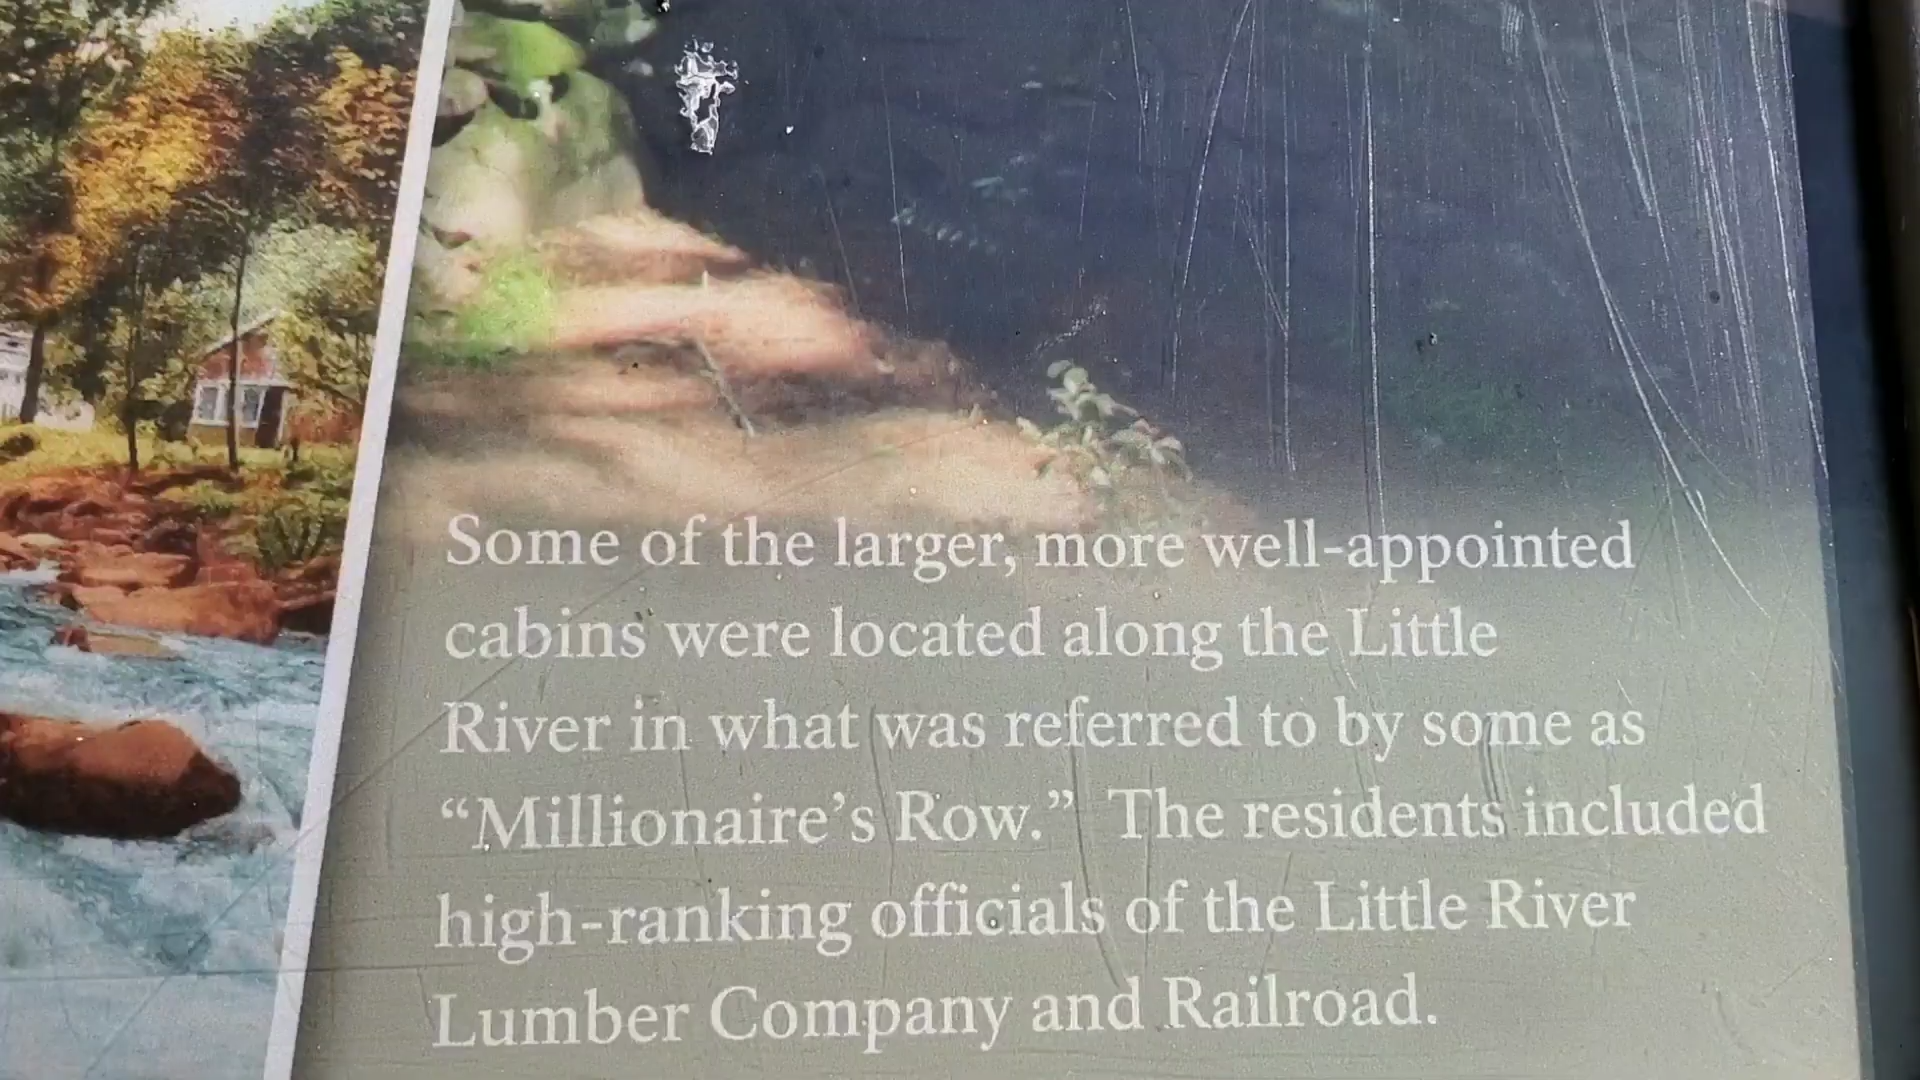 Some of the larger, more well-appointed
cabins were located along the Little
River in what was referred to by some as
“Millionaire’s Row.” The residents included
high-ranking officials of the Little River
Lumber Company and Railroad.